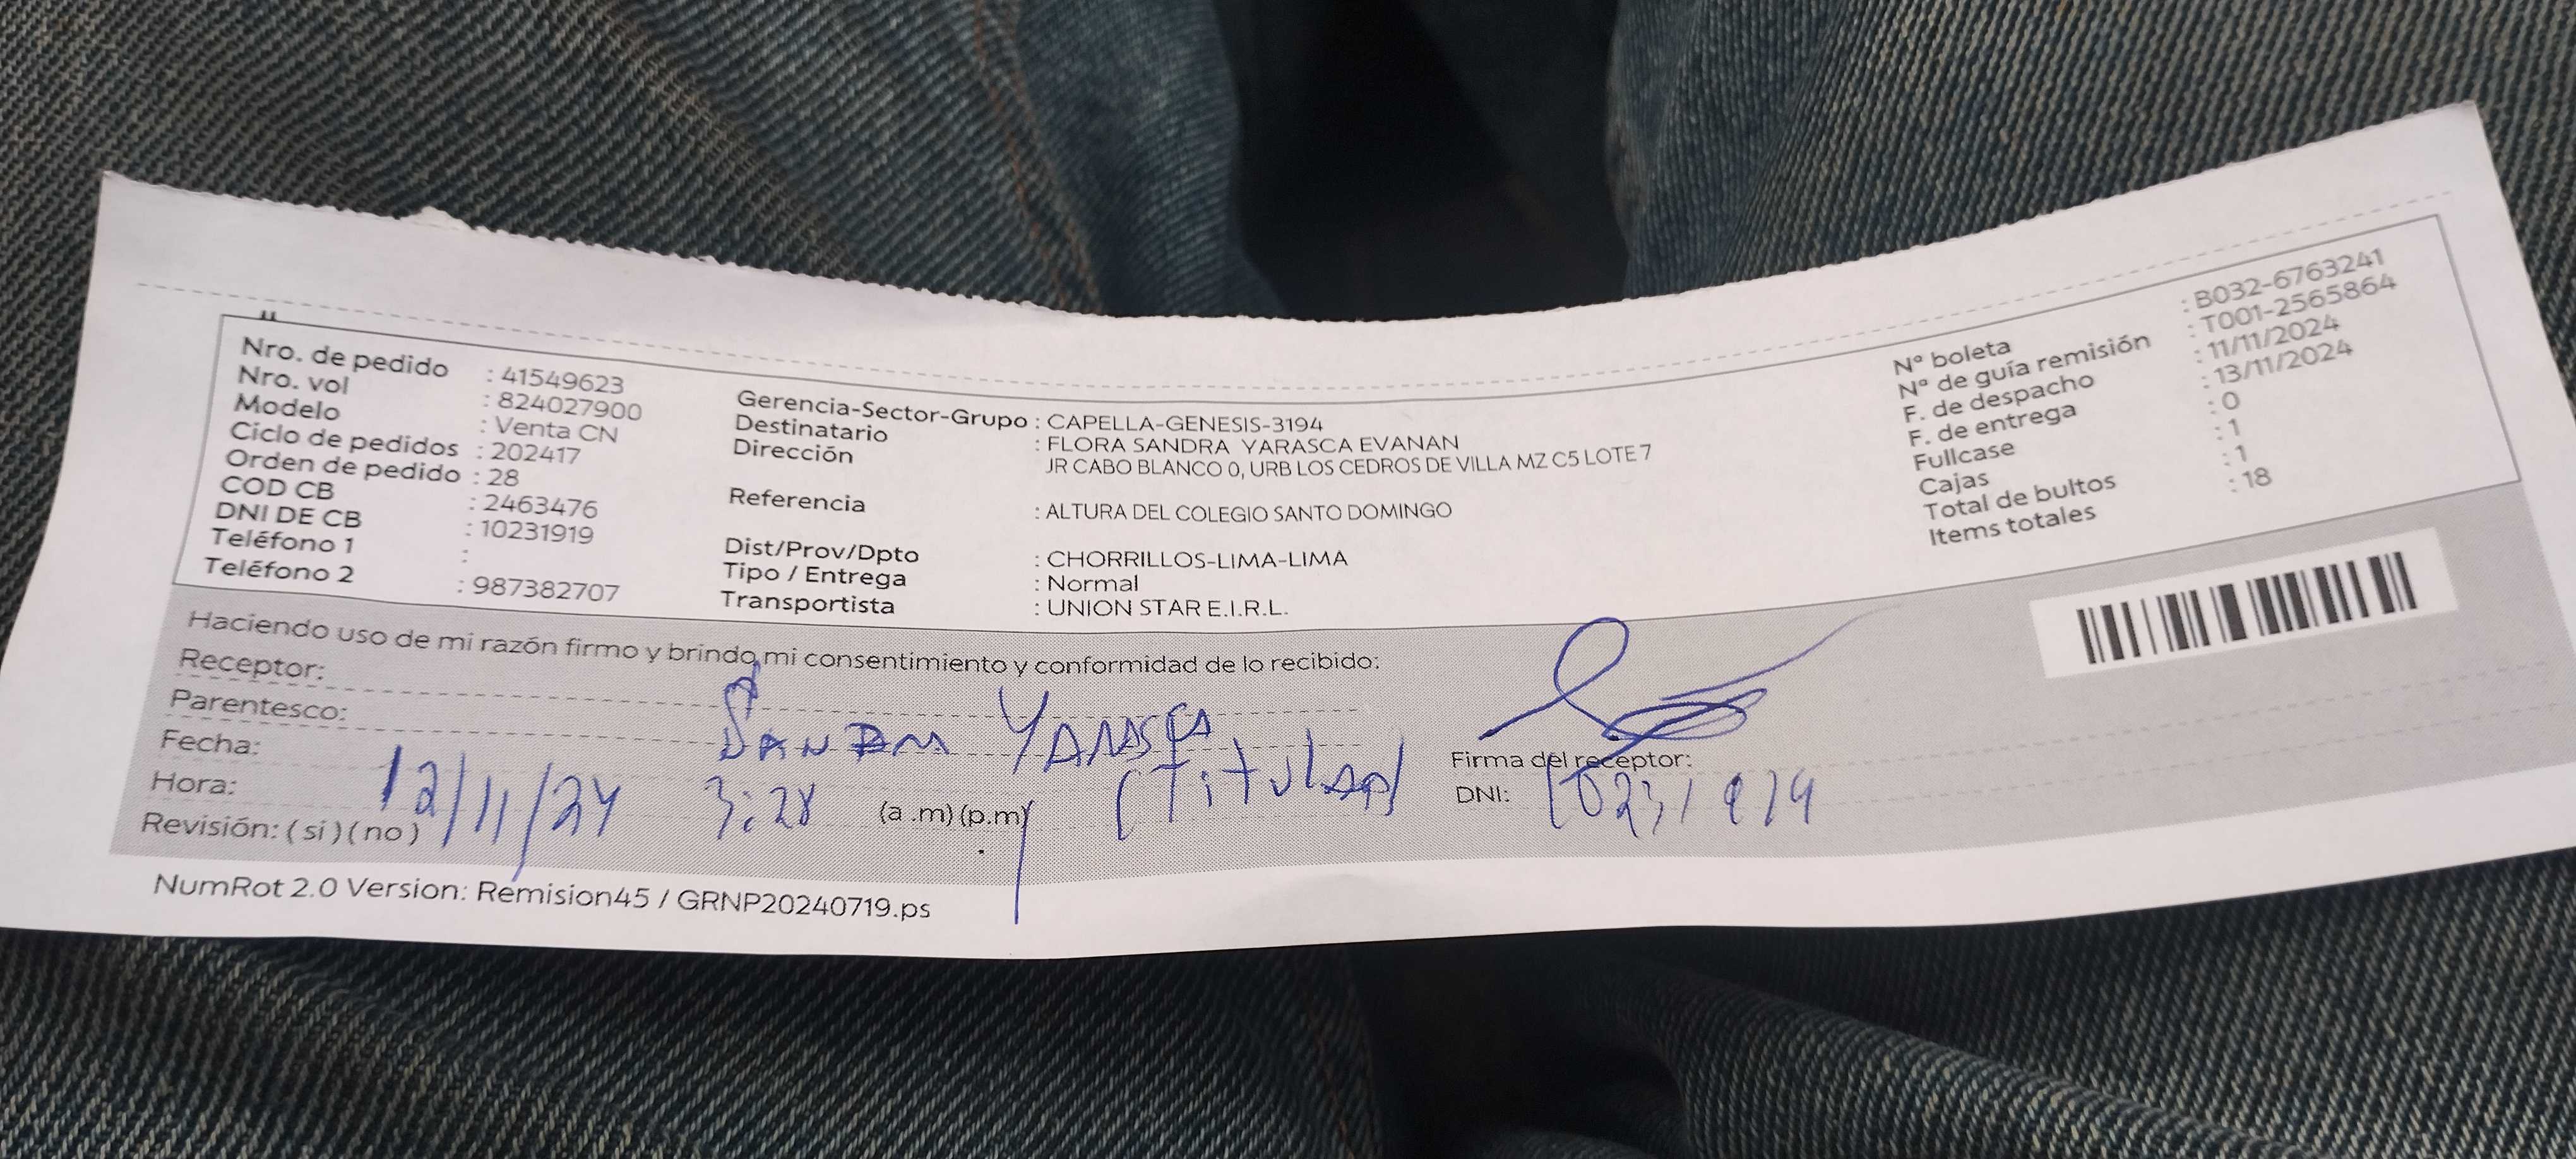 Nro. de pedido : 41549623
Nro. vol : 824027900
Modelo : Venta CN
Ciclo de pedidos : 202417
Orden de pedido : 28
COD CB : 2463476
DNI DE CB : 10231919
Teléfono 1 :
Teléfono 2 : 987382707
Gerencia-Sector-Grupo : CAPELLA-GENESIS-3194
Destinatario : FLORA SANDRA YARASCA EVANAN
Dirección JR CABO BLANCO 0, URB LOS CEDROS DE VILLA MZ C5 LOTE 7
Referencia : ALTURA DEL COLEGIO SANTO DOMINGO
Dist/Prov/Dpto : CHORRILLOS-LIMA-LIMA
Tipo / Entrega : Normal
Transportista : UNION STAR E.I.R.L.
N° boleta : B032-6763241
N° de guía remisión : T001-2565864
F. de despacho : 11/11/2024
F. de entrega : 13/11/2024
Fullcase : 0
Cajas : 1
Total de bultos : 1
Items totales : 18
Haciendo uso de mi razón firmo y brindo mi consentimiento y conformidad de lo recibido:
Receptor: SANDRA YARASCA
Parentesco: (Titular)
Fecha: 12/11/24
Hora: 3:28 (a .m) (p.m)
Revisión: ( si ) ( no )
Firma del receptor:
DNI: 10231919
NumRot 2.0 Version: Remision45 / GRNP20240719.ps